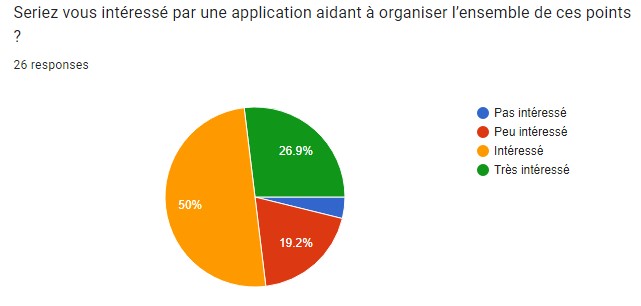 Seriez vous intéressé par une application aidant à organiser l’ensemble de ces points
?
26 responses
Pas intéressé
Peu intéressé
Intéressé
Très intéressé
26.9%
50%
19.2%